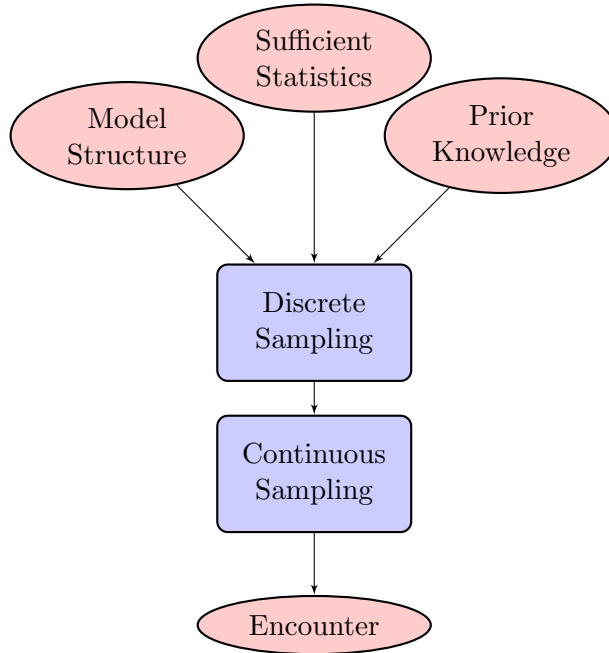 Sufficient
Statistics
Model
Structure
Prior
Knowledge
Discrete
Sampling
Continuous
Sampling
Encounter